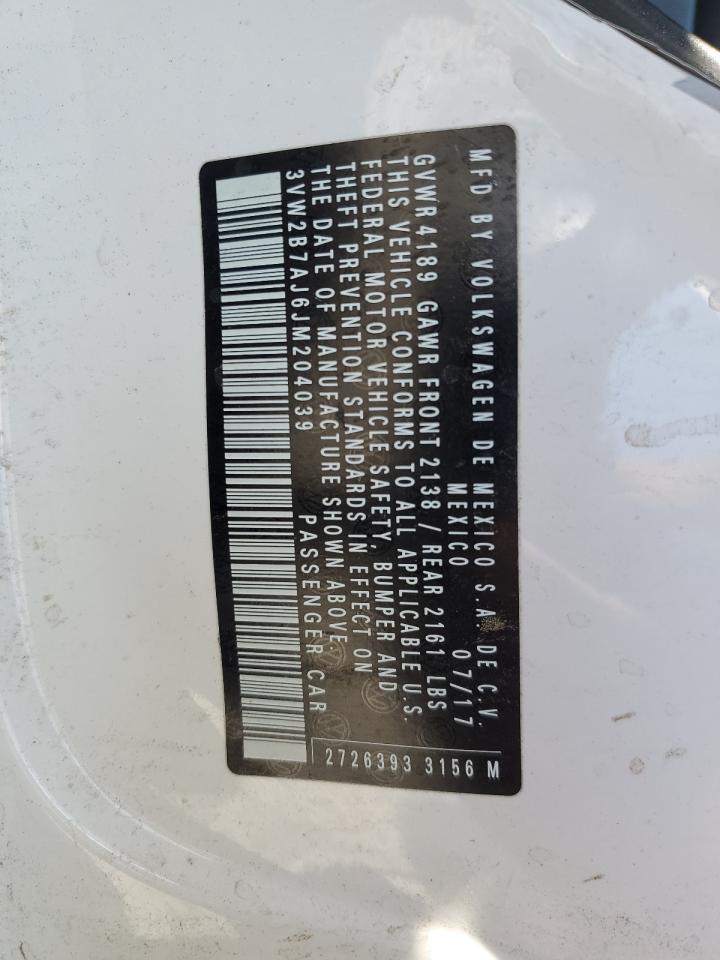 MFD BY VOLKSWAGEN DE MEXICO S.A. DE C.V.
MEXICO 07/17
GVWR 4189 GAWR FRONT 2138 / REAR 2161 LBS
THIS VEHICLE CONFORMS TO ALL APPLICABLE U.S.
FEDERAL MOTOR VEHICLE SAFETY, BUMPER AND
THEFT PREVENTION STANDARDS IN EFFECT ON
THE DATE OF MANUFACTURE SHOWN ABOVE.
3VW2B7AJ6JM204039 PASSENGER CAR
2726393 3156 M